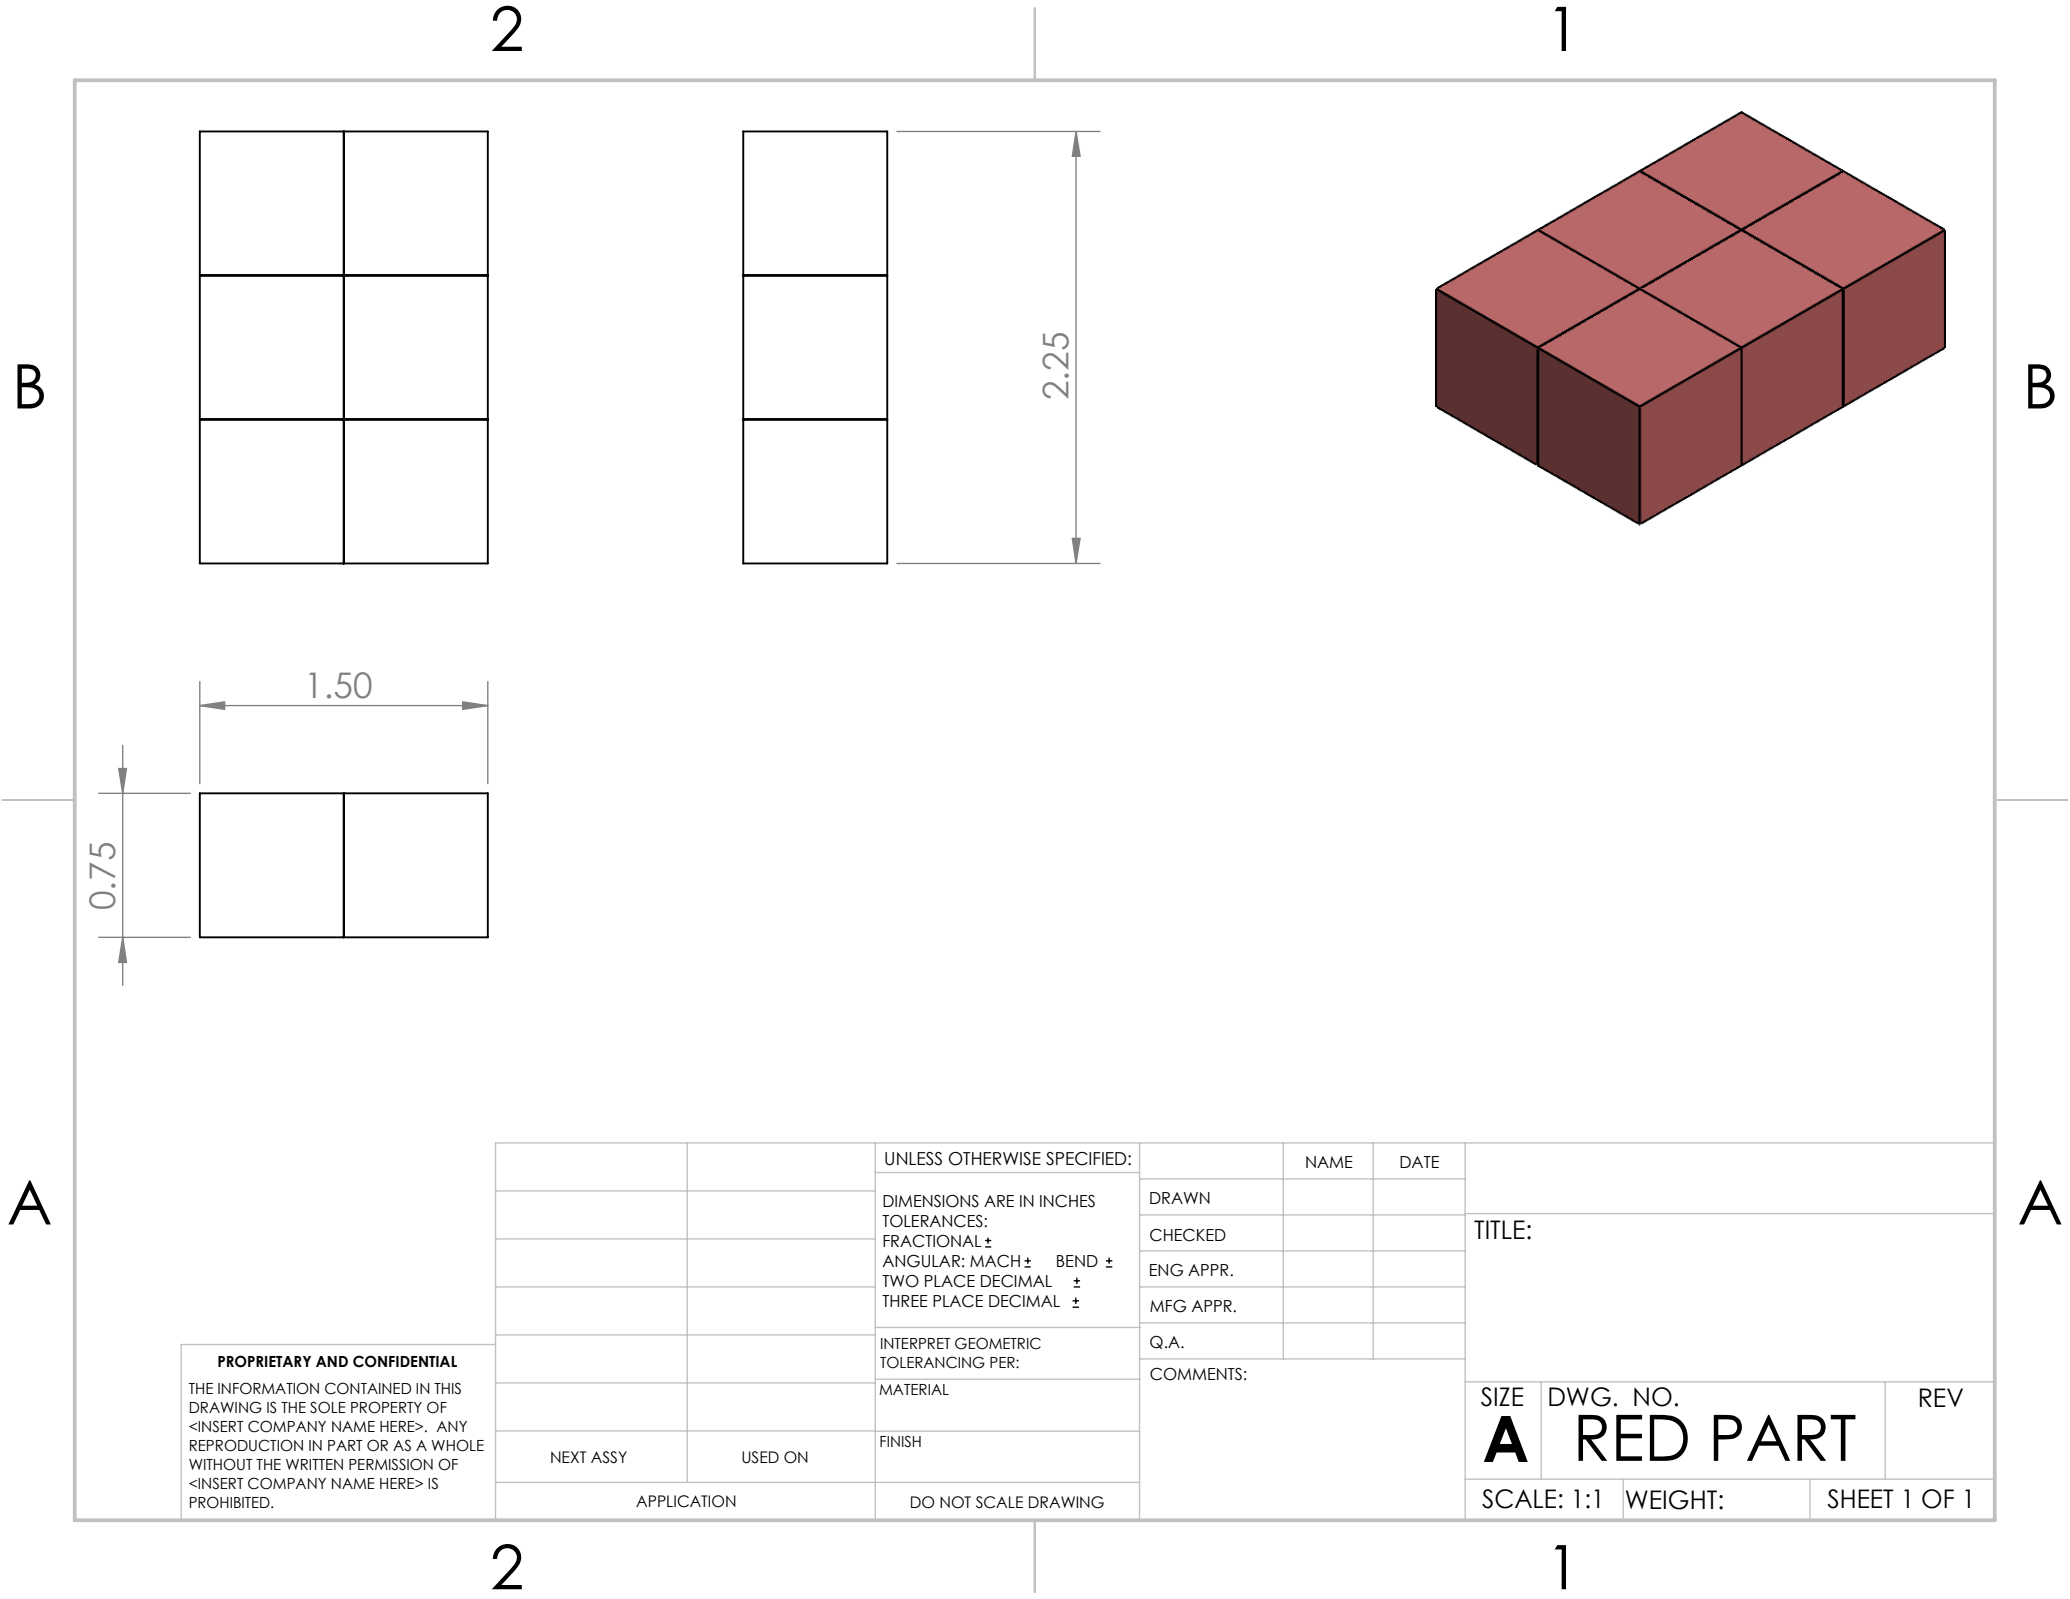 2
1
B
B
2.25
1.50
0.75
A
A
UNLESS OTHERWISE SPECIFIED:
DIMENSIONS ARE IN INCHES
TOLERANCES:
FRACTIONAL ±
ANGULAR: MACH ± BEND ±
TWO PLACE DECIMAL ±
THREE PLACE DECIMAL ±
INTERPRET GEOMETRIC
TOLERANCING PER:
MATERIAL
FINISH
DO NOT SCALE DRAWING
NAME DATE
DRAWN
CHECKED
ENG APPR.
MFG APPR.
Q.A.
COMMENTS:
TITLE:
SIZE
A
DWG. NO.
RED PART
REV
SCALE: 1:1
WEIGHT:
SHEET 1 OF 1
PROPRIETARY AND CONFIDENTIAL
THE INFORMATION CONTAINED IN THIS
DRAWING IS THE SOLE PROPERTY OF
<INSERT COMPANY NAME HERE>. ANY
REPRODUCTION IN PART OR AS A WHOLE
WITHOUT THE WRITTEN PERMISSION OF
<INSERT COMPANY NAME HERE> IS
PROHIBITED.
NEXT ASSY
USED ON
APPLICATION
2
1